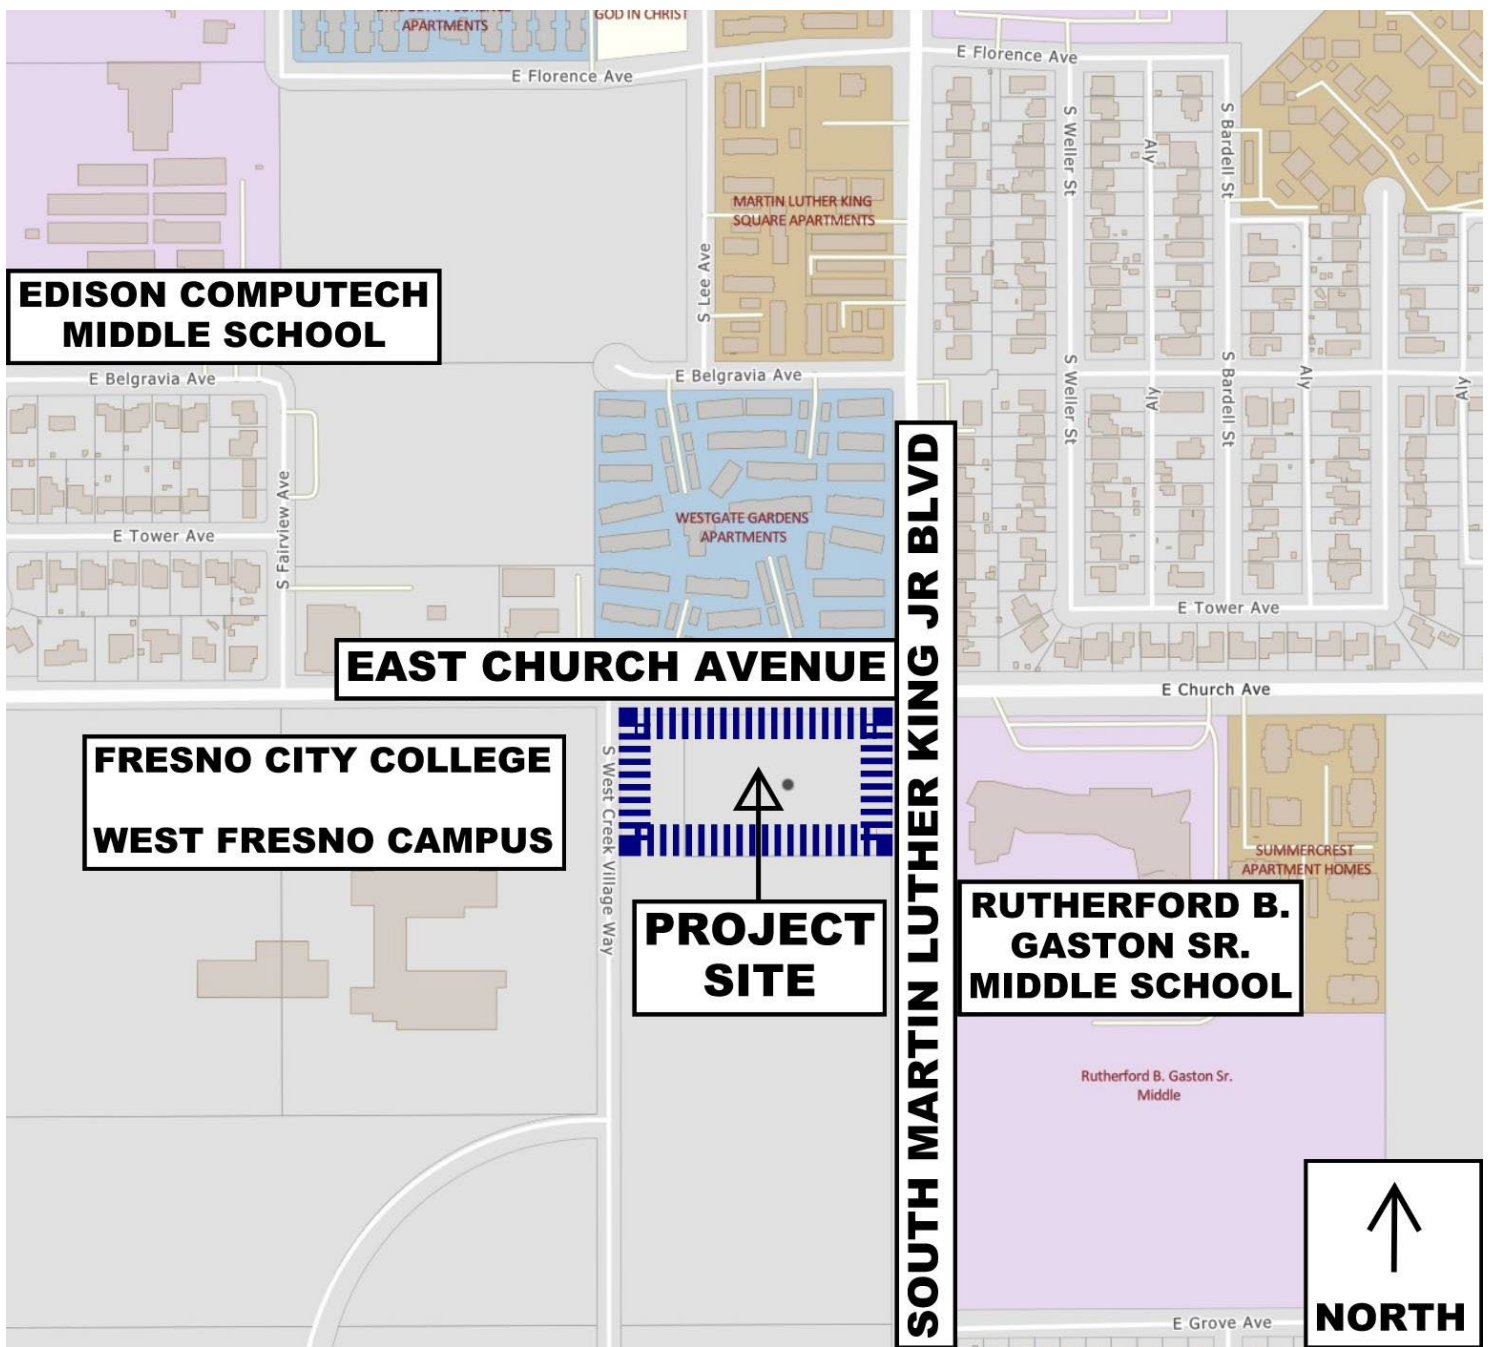 APARTMENTS
GOD IN CHRIST
E Florence Ave
E Florence Ave
S Weller St
Aly
S Bardell St
MARTIN LUTHER KING
SQUARE APARTMENTS
S Lee Ave
EDISON COMPUTECH
MIDDLE SCHOOL
E Belgravia Ave
E Belgravia Ave
S Weller St
Aly
S Bardell St
Aly
Aly
S Fairview Ave
E Tower Ave
WESTGATE GARDENS
APARTMENTS
SOUTH MARTIN LUTHER KING JR BLVD
E Tower Ave
EAST CHURCH AVENUE
E Church Ave
FRESNO CITY COLLEGE
WEST FRESNO CAMPUS
S West Creek Village Way
PROJECT
SITE
SUMMERCREST
APARTMENT HOMES
RUTHERFORD B.
GASTON SR.
MIDDLE SCHOOL
Rutherford B. Gaston Sr.
Middle
E Grove Ave
NORTH